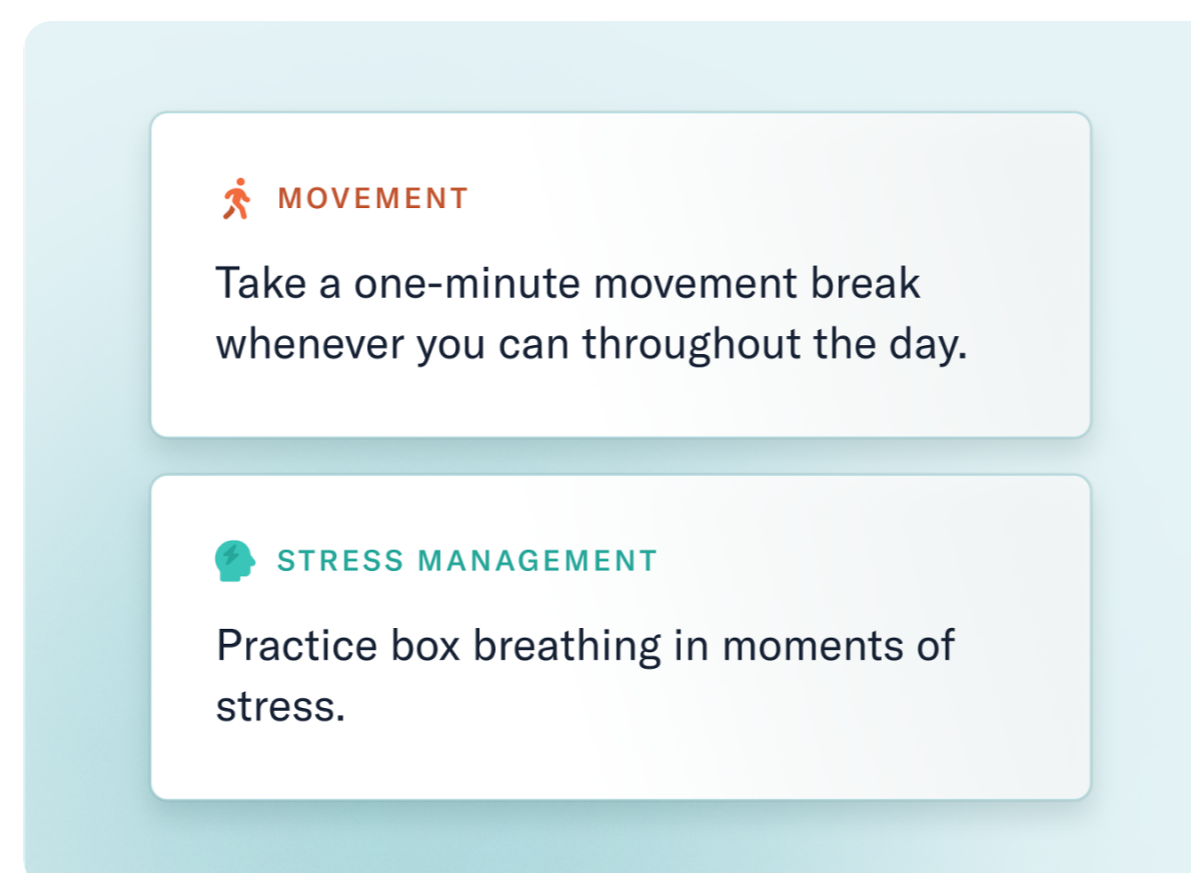 MOVEMENT
Take a one-minute movement break
whenever you can throughout the day.
STRESS MANAGEMENT
Practice box breathing in moments of
stress.